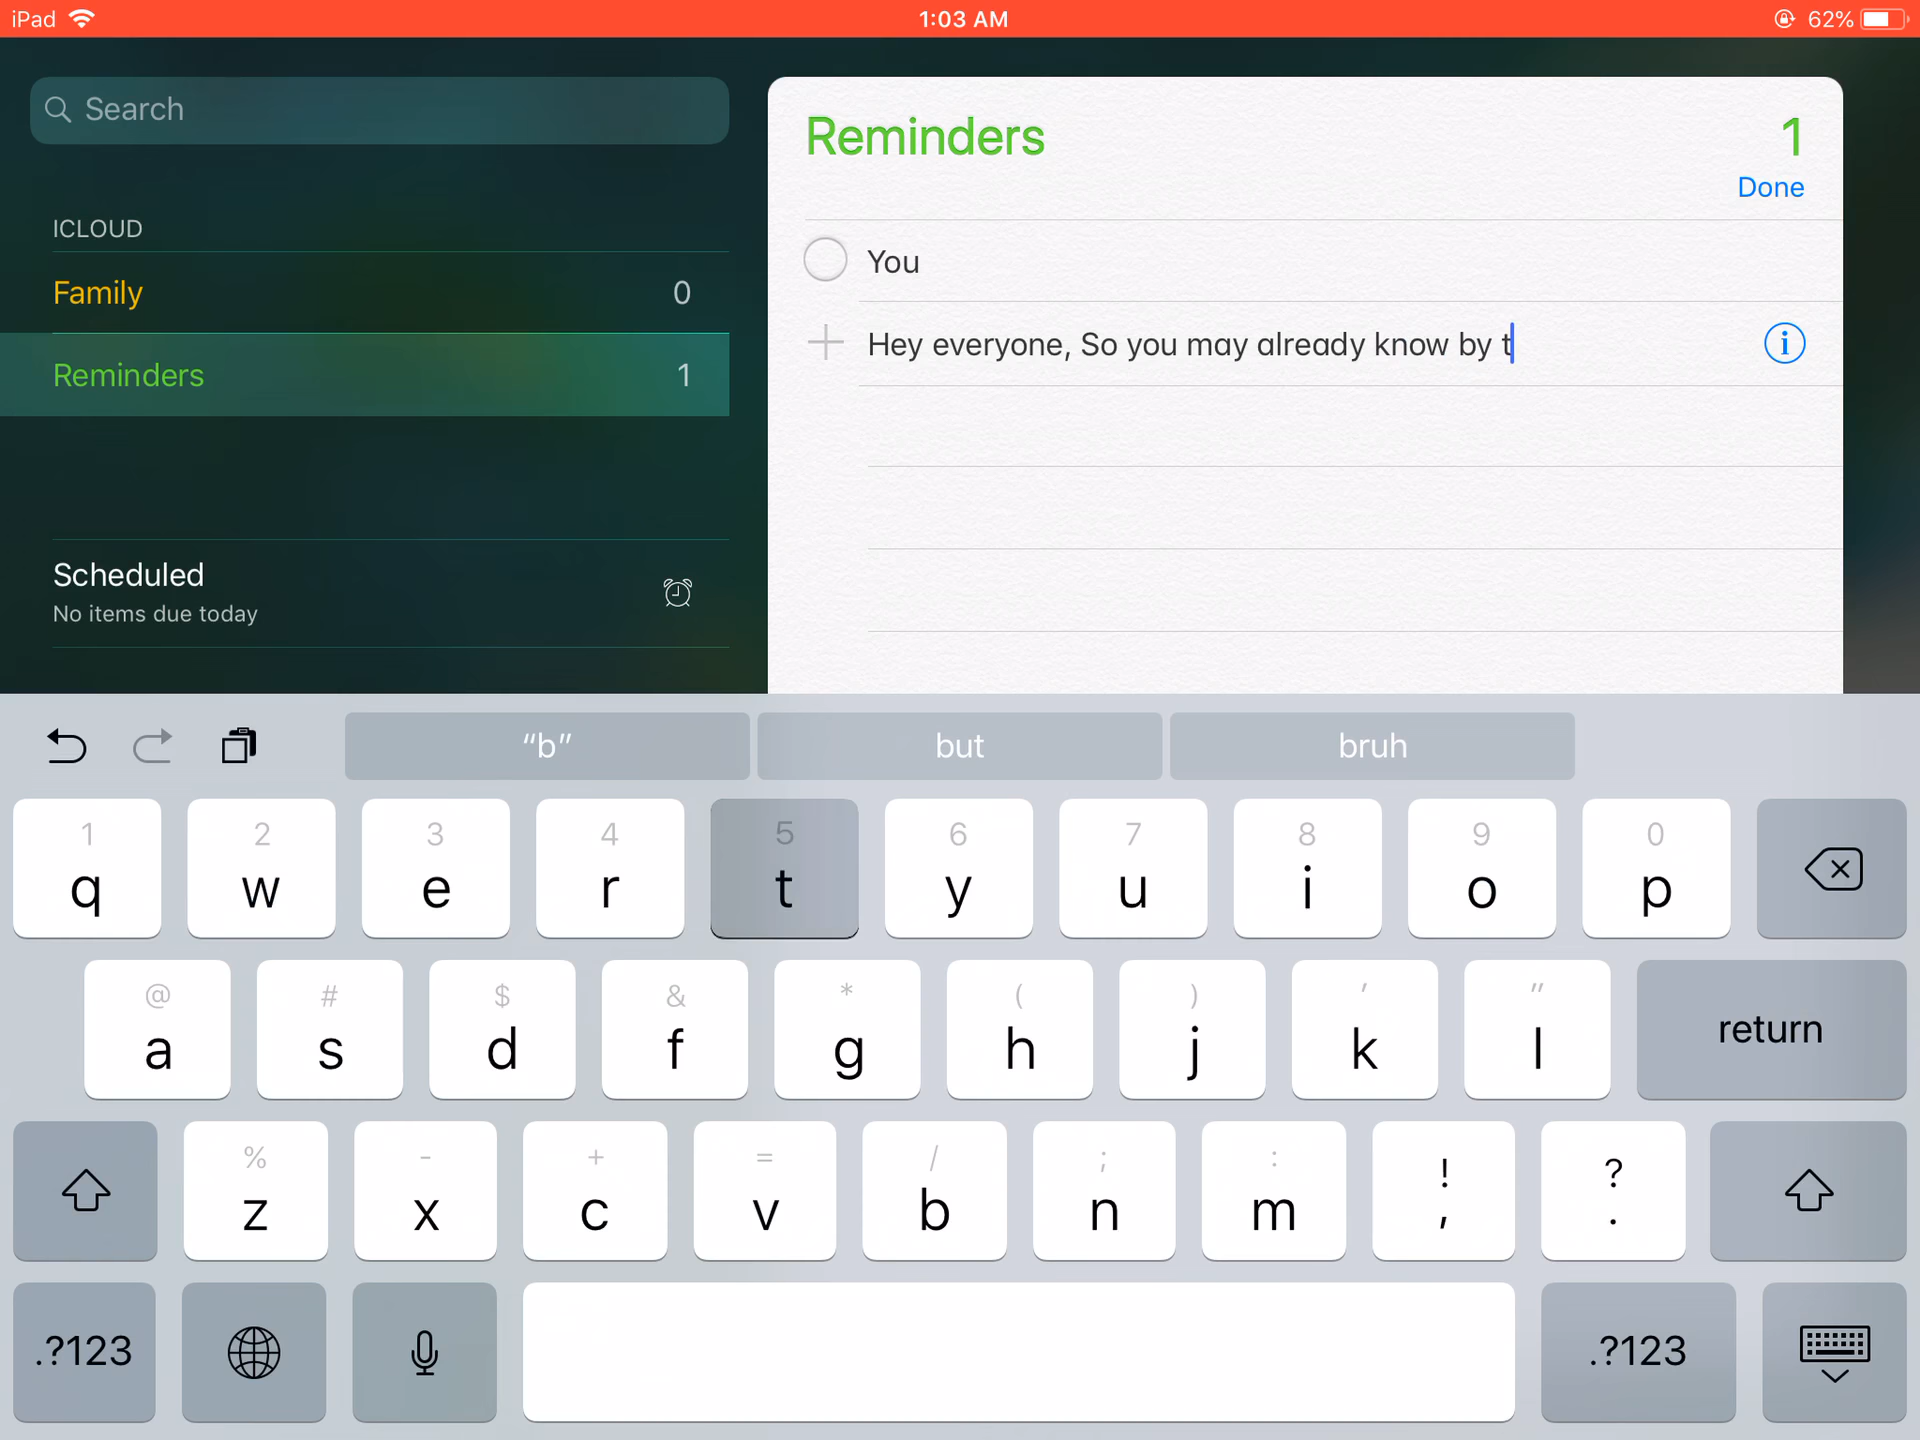 iPad 1:03 AM 62%
Search
ICLOUD
Family 0
Reminders 1
Scheduled
No items due today
Reminders 1
Done
You
Hey everyone, So you may already know by t
“b” but bruh
1 2 3 4 5 6 7 8 9 0
q w e r t y u i o p
@ # $ & * ( ) ' "
a s d f g h j k l return
% - + = / ; : ! ?
z x c v b n m , .
.?123 .?123